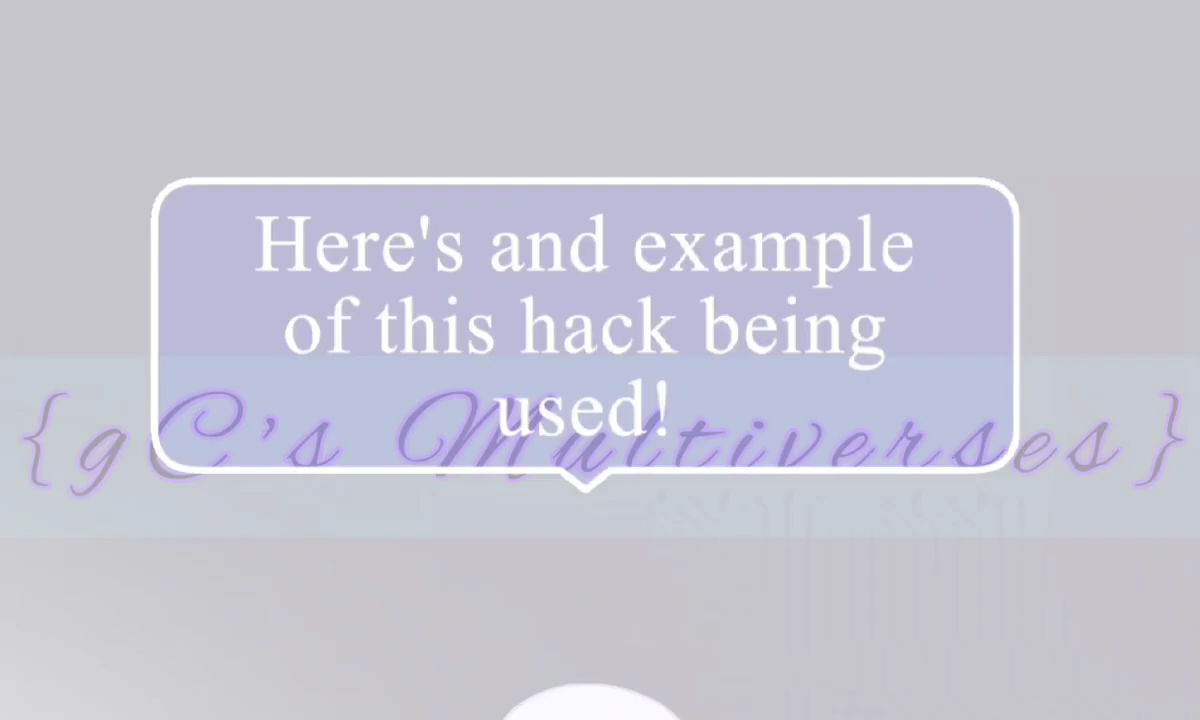 Here's and example
of this hack being
used!
{gC's Multiverses}